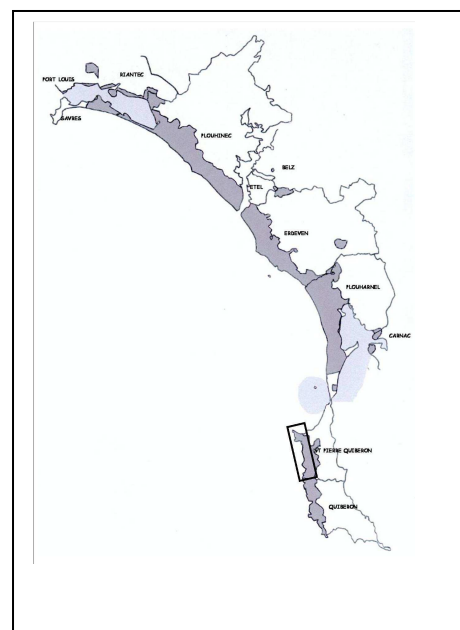 PORT LOUIS
RIANTEC
GAVRES
PLOUHINEC
BELZ
ETEL
ERDEVEN
PLOUHARNEL
CARNAC
ST PIERRE QUIBERON
QUIBERON